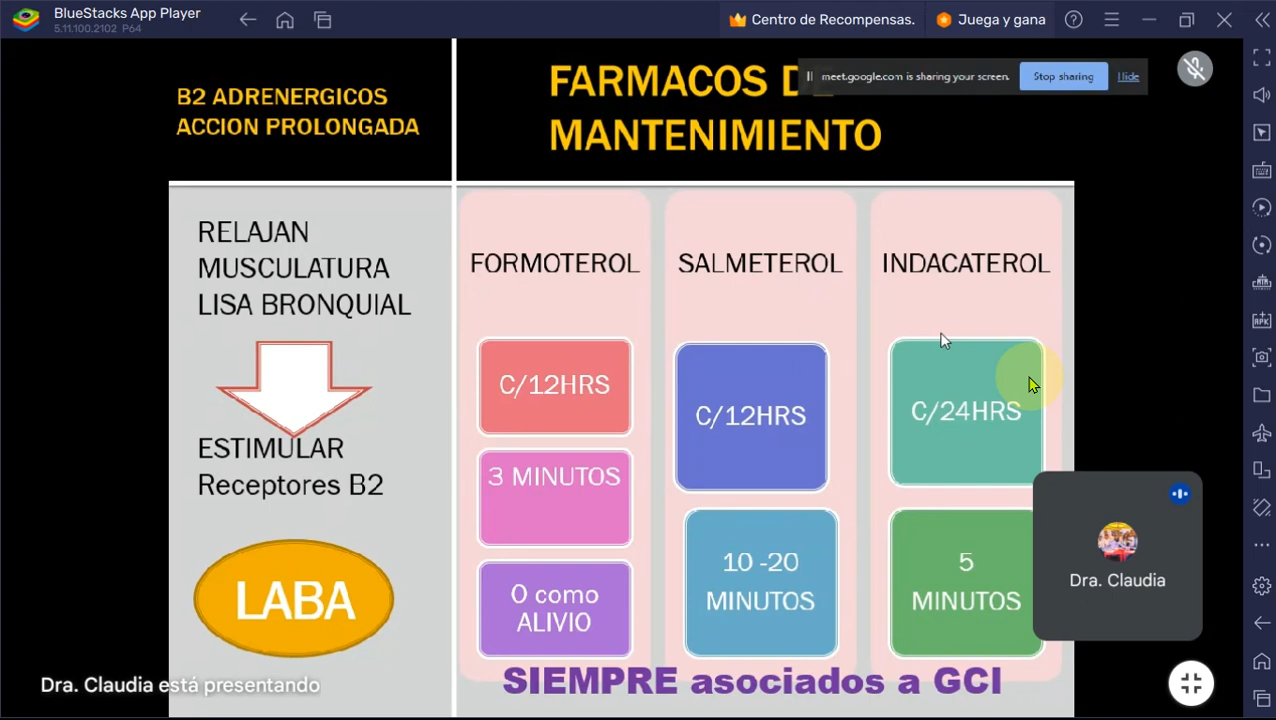 BlueStacks App Player
5.11.100.2102 P64
Centro de Recompensas.
Juega y gana
B2 ADRENERGICOS
ACCION PROLONGADA
FARMACOS DE
MANTENIMIENTO
meet.google.com is sharing your screen.
Stop sharing
Hide
RELAJAN
MUSCULATURA
LISA BRONQUIAL
ESTIMULAR
Receptores B2
LABA
FORMOTEROL
C/12HRS
3 MINUTOS
O como
ALIVIO
SALMETEROL
C/12HRS
10 -20
MINUTOS
INDACATEROL
C/24HRS
5
MINUTOS
SIEMPRE asociados a GCI
Dra. Claudia
Dra. Claudia está presentando